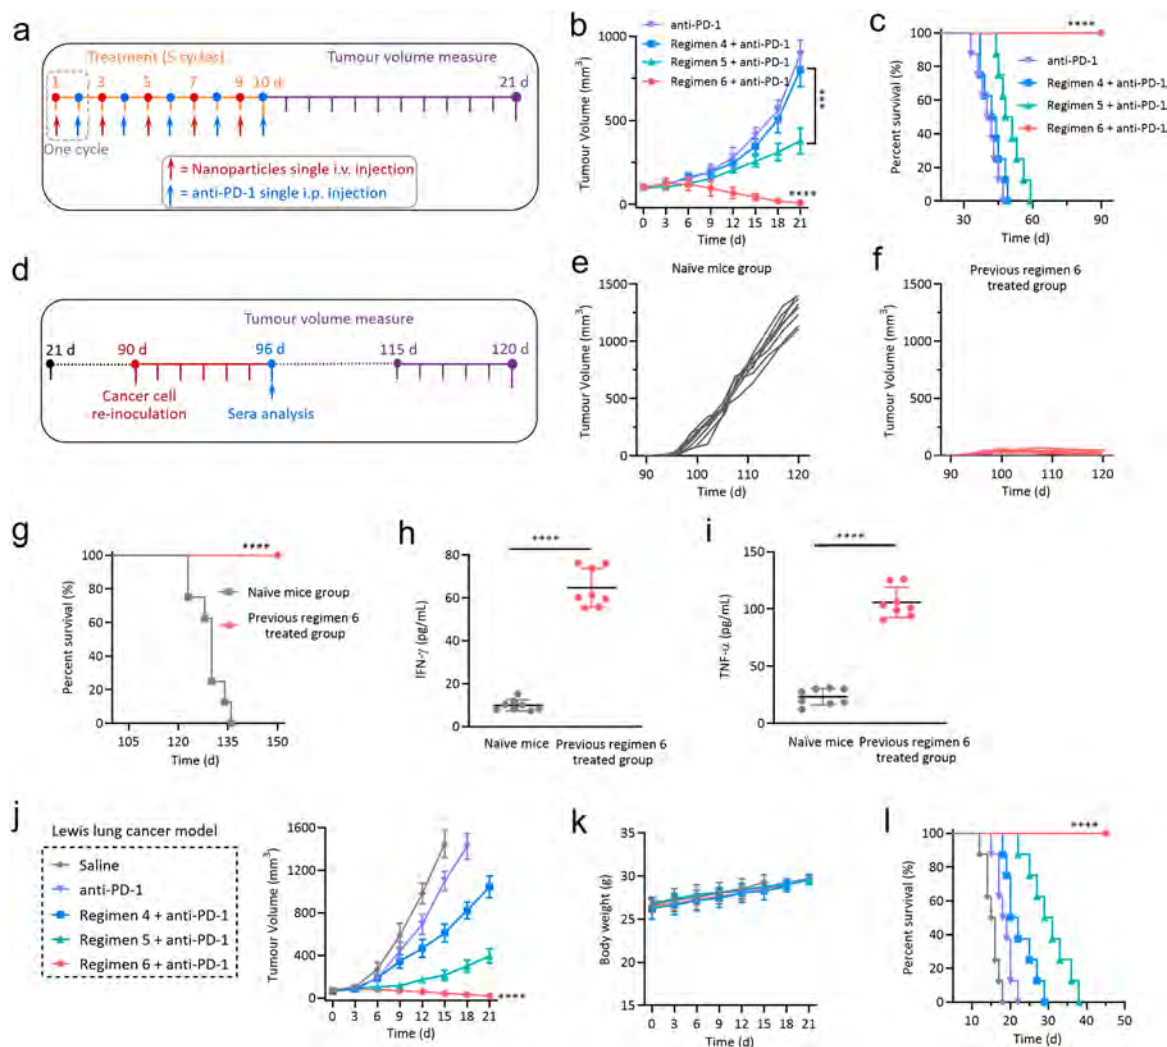 a
Treatment (5 cycles)
Tumour volume measure
1 3 5 7 9 10 d 21 d
One cycle
= Nanoparticles single i.v. injection
= anti-PD-1 single i.p. injection
b
anti-PD-1
Regimen 4 + anti-PD-1
Regimen 5 + anti-PD-1
Regimen 6 + anti-PD-1
Tumour Volume (mm³)
1000
500
0
***
****
0 3 6 9 12 15 18 21
Time (d)
c
****
anti-PD-1
Regimen 4 + anti-PD-1
Regimen 5 + anti-PD-1
Regimen 6 + anti-PD-1
Percent survival (%)
100
80
60
40
20
0
30 60 90
Time (d)
d
Tumour volume measure
21 d 90 d 96 d 115 d 120 d
Cancer cell
re-inoculation
Sera analysis
e
Naïve mice group
Tumour Volume (mm³)
1500
1000
500
0
90 100 110 120
Time (d)
f
Previous regimen 6
treated group
Tumour Volume (mm³)
1500
1000
500
0
90 100 110 120
Time (d)
g
****
Naïve mice group
Previous regimen 6
treated group
Percent survival (%)
100
80
60
40
20
0
105 120 135 150
Time (d)
h
****
IFN-γ (pg/mL)
80
60
40
20
0
Naïve mice Previous regimen 6
treated group
i
****
TNF-α (pg/mL)
150
100
50
0
Naïve mice Previous regimen 6
treated group
j
Lewis lung cancer model
Saline
anti-PD-1
Regimen 4 + anti-PD-1
Regimen 5 + anti-PD-1
Regimen 6 + anti-PD-1
Tumour Volume (mm³)
1600
1200
800
400
0
****
0 3 6 9 12 15 18 21
Time (d)
k
Body weight (g)
35
31
27
23
19
15
0 3 6 9 12 15 18 21
Time (d)
l
****
Percent survival (%)
100
80
60
40
20
0
10 20 30 40 50
Time (d)